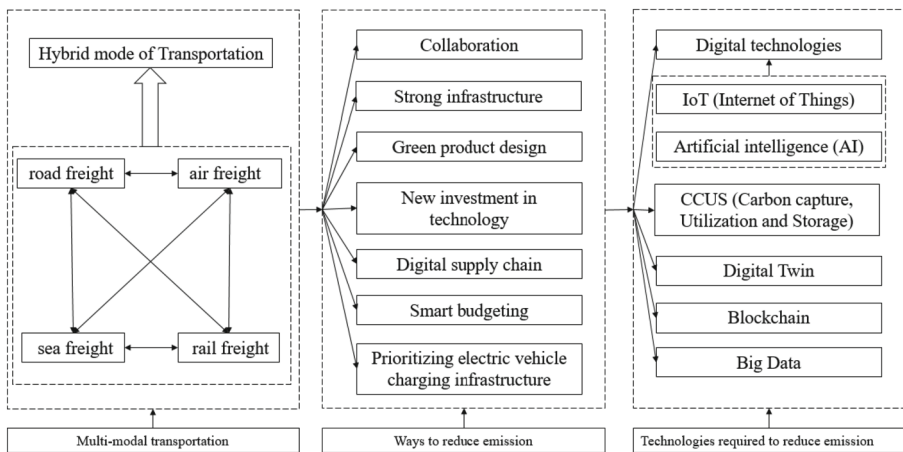 Hybrid mode of Transportation
road freight
air freight
sea freight
rail freight
Multi-modal transportation
Collaboration
Strong infrastructure
Green product design
New investment in
technology
Digital supply chain
Smart budgeting
Prioritizing electric vehicle
charging infrastructure
Ways to reduce emission
Digital technologies
IoT (Internet of Things)
Artificial intelligence (AI)
CCUS (Carbon capture,
Utilization and Storage)
Digital Twin
Blockchain
Big Data
Technologies required to reduce emission